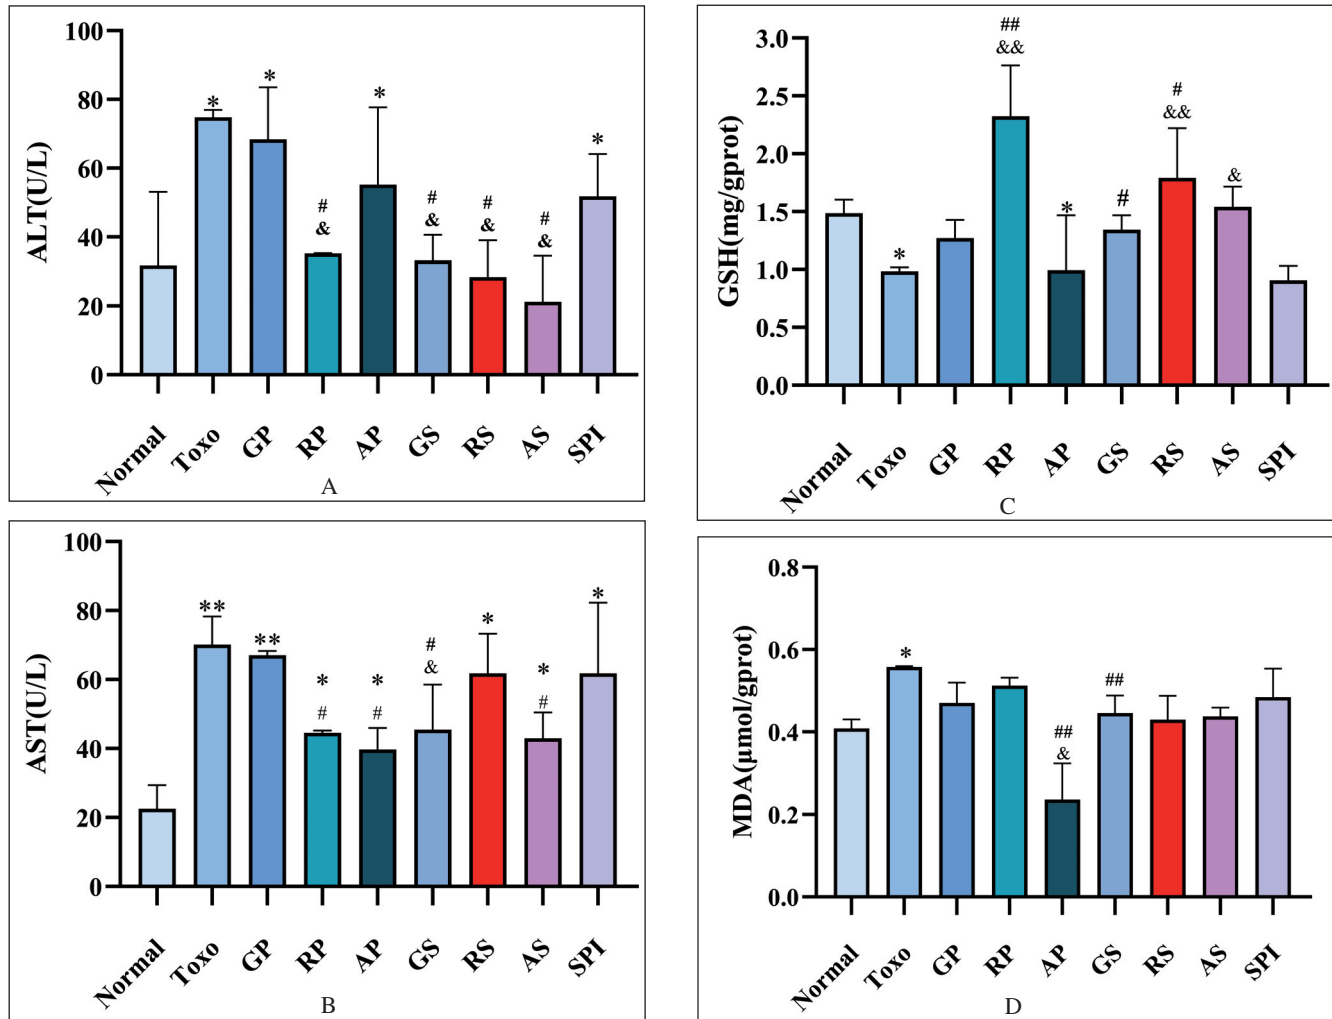 ALT(U/L)
100
80
60
40
20
0
* * # & * # & # & # & *
Normal Toxo GP RP AP GS RS AS SPI
A
GSH(mg/gprot)
3.0
2.5
2.0
1.5
1.0
0.5
0.0
* ## && * # # && &
Normal Toxo GP RP AP GS RS AS SPI
C
AST(U/L)
100
80
60
40
20
0
** ** * # * # # & * * # *
Normal Toxo GP RP AP GS RS AS SPI
B
MDA(μmol/gprot)
0.8
0.6
0.4
0.2
0.0
* ## & ##
Normal Toxo GP RP AP GS RS AS SPI
D